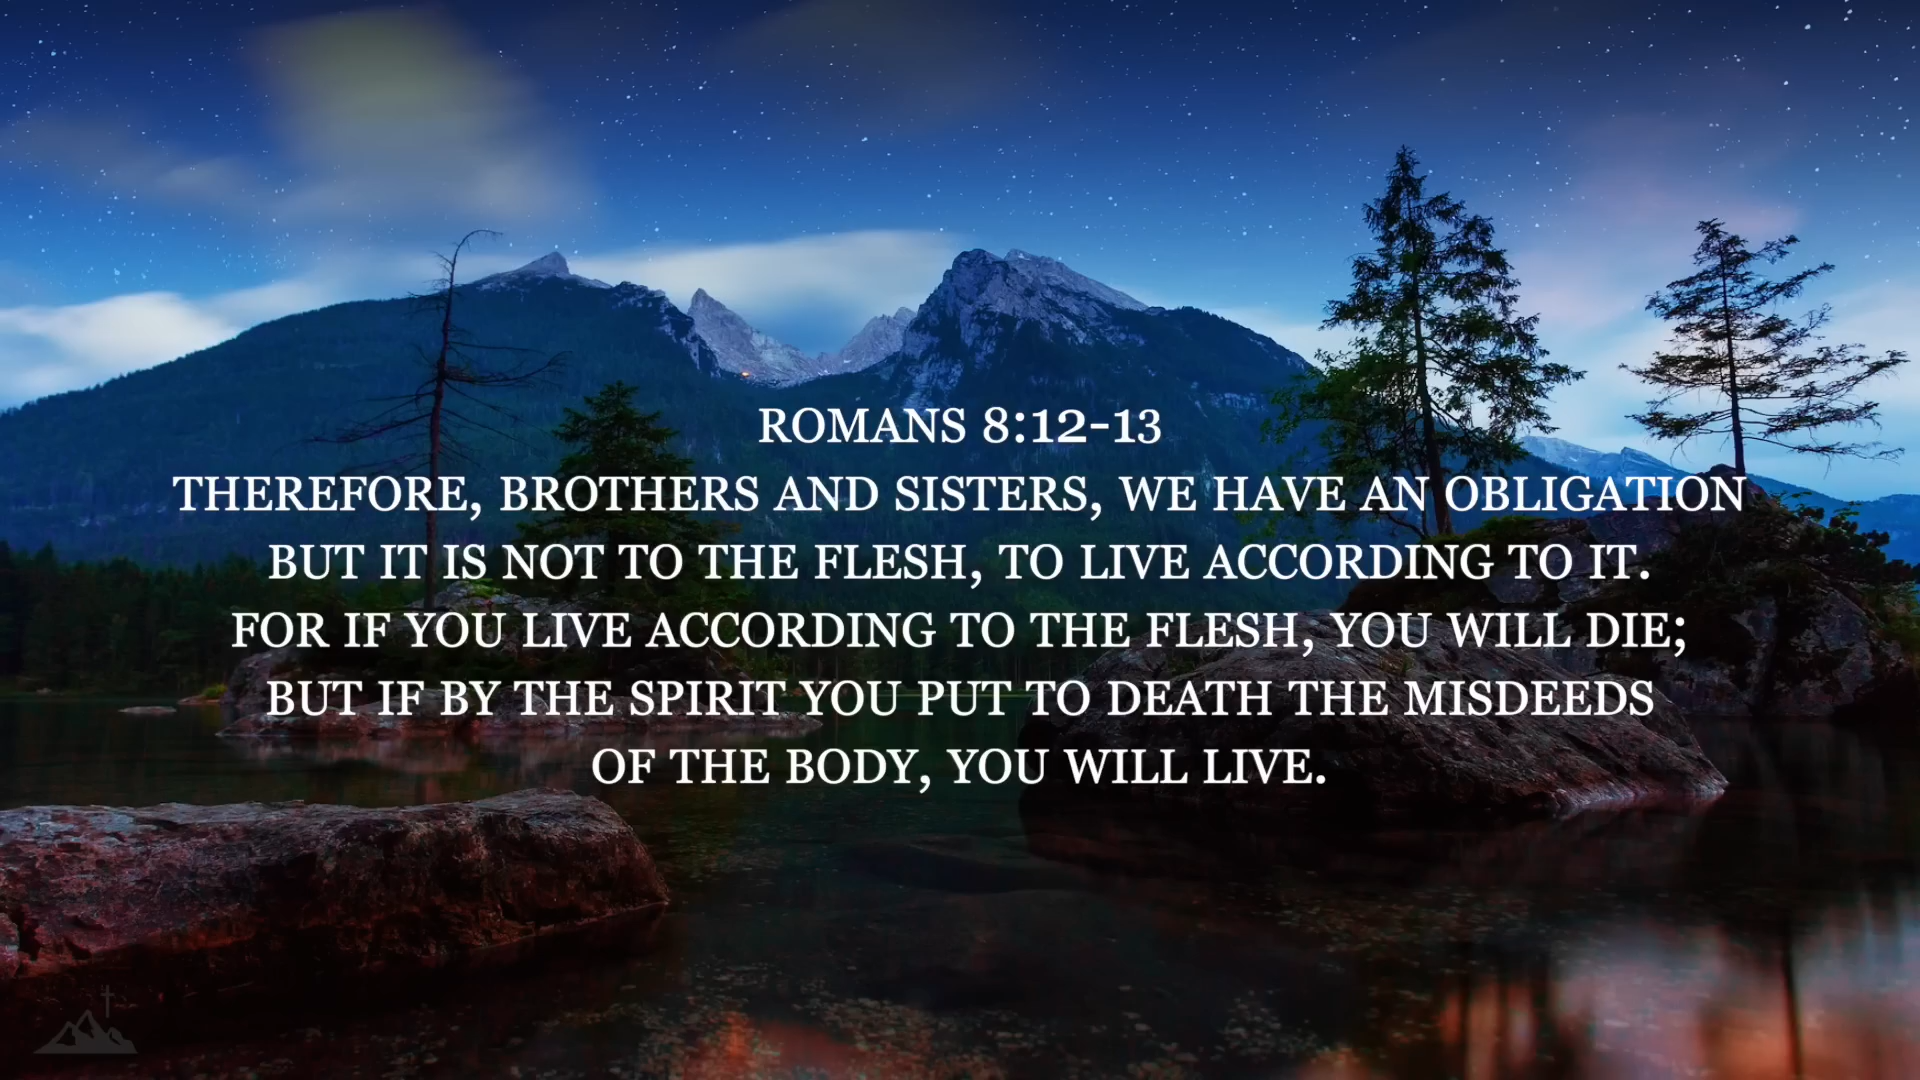 ROMANS 8:12-13
THEREFORE, BROTHERS AND SISTERS, WE HAVE AN OBLIGATION
BUT IT IS NOT TO THE FLESH, TO LIVE ACCORDING TO IT.
FOR IF YOU LIVE ACCORDING TO THE FLESH, YOU WILL DIE;
BUT IF BY THE SPIRIT YOU PUT TO DEATH THE MISDEEDS
OF THE BODY, YOU WILL LIVE.